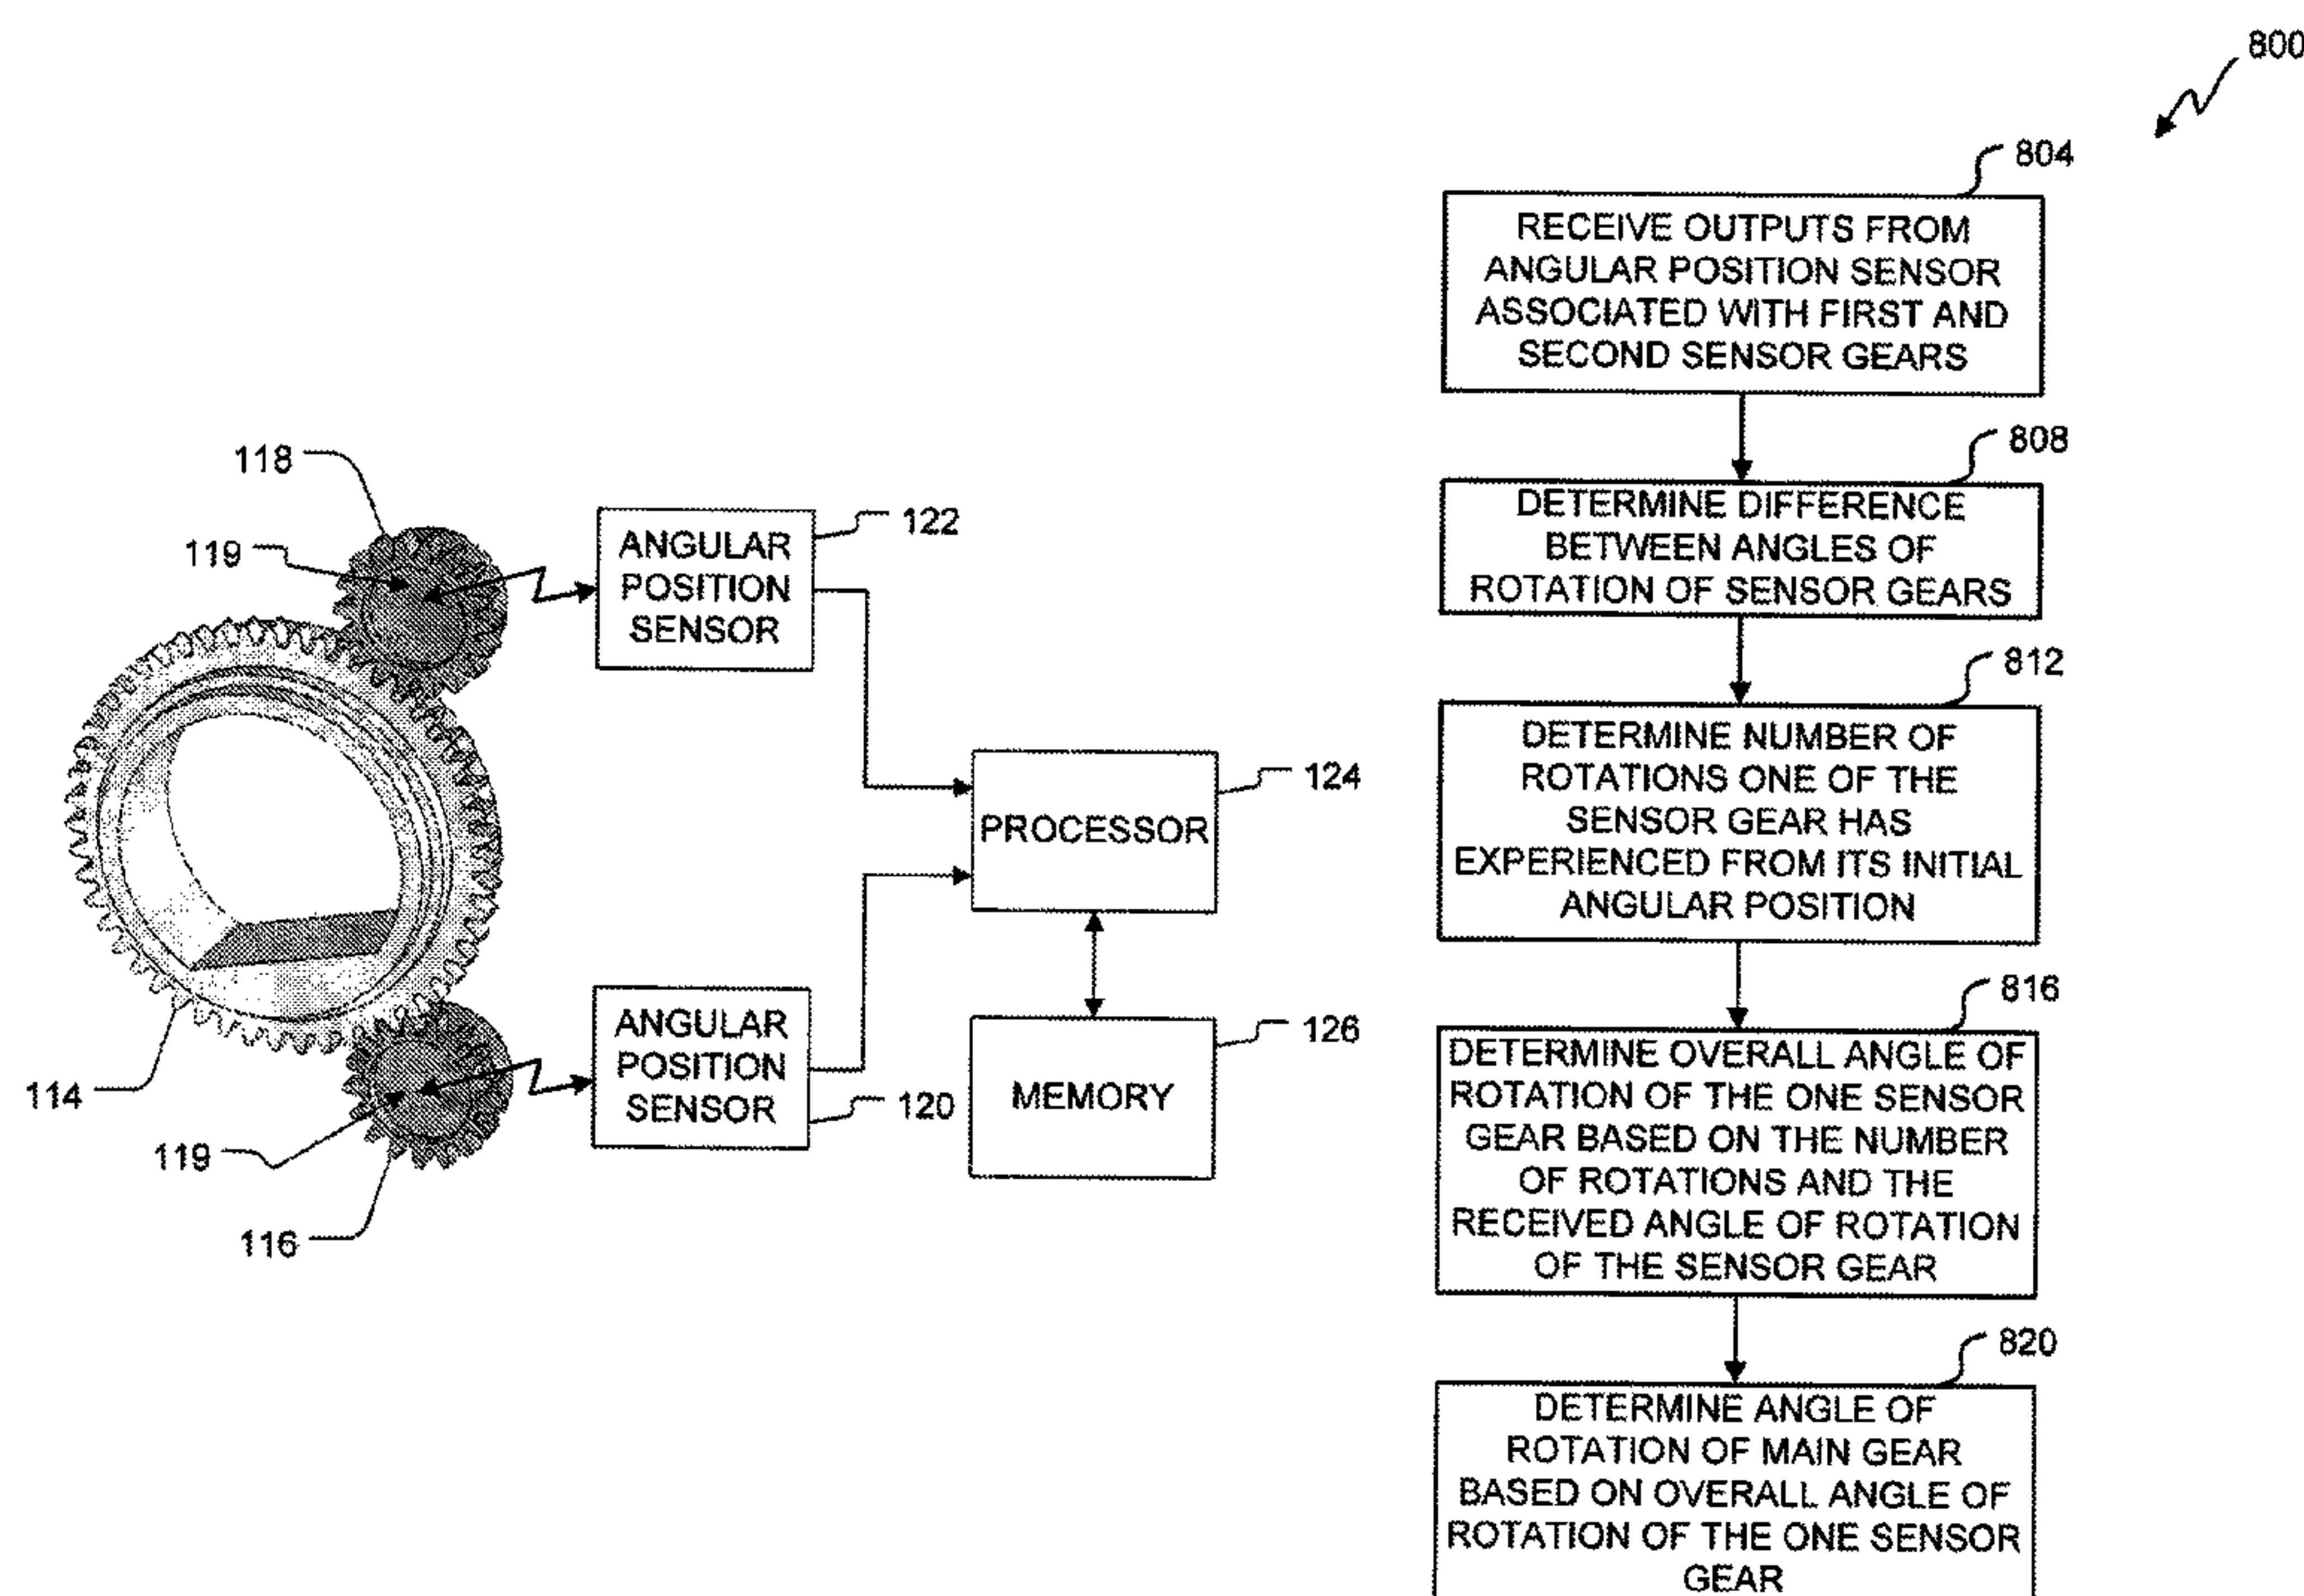 800
804
RECEIVE OUTPUTS FROM
ANGULAR POSITION SENSOR
ASSOCIATED WITH FIRST AND
SECOND SENSOR GEARS
808
DETERMINE DIFFERENCE
BETWEEN ANGLES OF
ROTATION OF SENSOR GEARS
812
DETERMINE NUMBER OF
ROTATIONS ONE OF THE
SENSOR GEAR HAS
EXPERIENCED FROM ITS INITIAL
ANGULAR POSITION
816
DETERMINE OVERALL ANGLE OF
ROTATION OF THE ONE SENSOR
GEAR BASED ON THE NUMBER
OF ROTATIONS AND THE
RECEIVED ANGLE OF ROTATION
OF THE SENSOR GEAR
820
DETERMINE ANGLE OF
ROTATION OF MAIN GEAR
BASED ON OVERALL ANGLE OF
ROTATION OF THE ONE SENSOR
GEAR
118
119
122
ANGULAR
POSITION
SENSOR
124
PROCESSOR
126
MEMORY
ANGULAR
POSITION
SENSOR
120
114
119
116